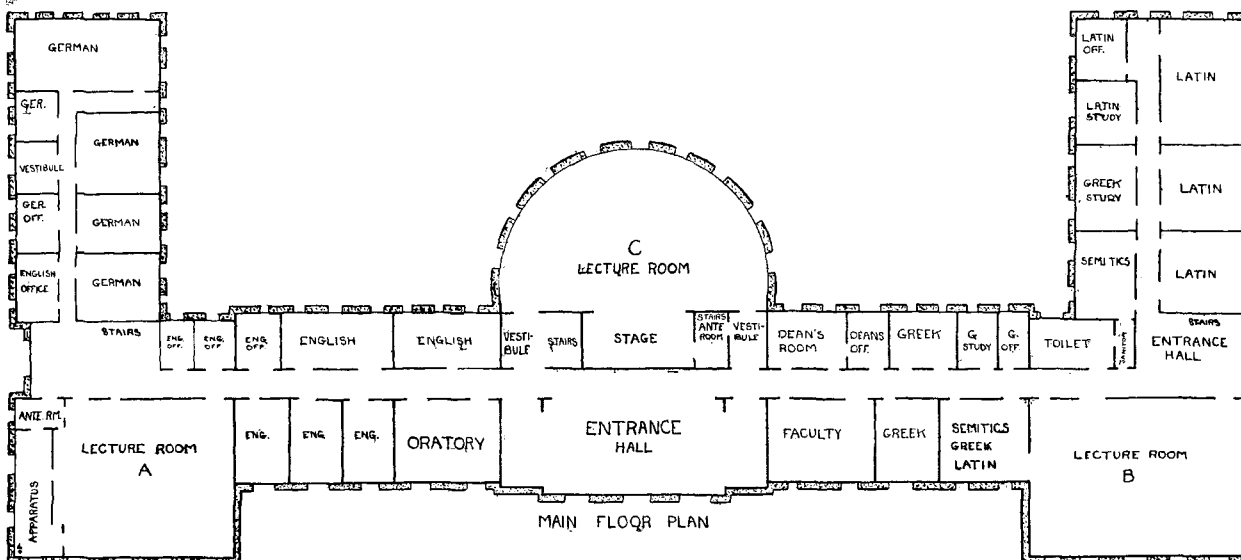 GERMAN
GER.
VESTIBULE
GERMAN
GER.
OFF.
GERMAN
ENGLISH
OFFICE
GERMAN
STAIRS
LATIN
OFF.
LATIN
LATIN
STUDY
GREEK
STUDY
LATIN
SEMITICS
LATIN
STAIRS
C
LECTURE ROOM
ENG.
OFF.
ENG.
OFF
ENG
OFF
ENGLISH
ENGLISH
VESTI-
BULE
STAIRS
STAGE
STAIRS
ANTE
ROOM
VESTI-
BULE
DEAN'S
ROOM
DEANS
OFF.
GREEK
G
STUDY
G.
OFF.
TOILET
JANITOR
ENTRANCE
HALL
ANTE. RM.
LECTURE ROOM
A
APPARATUS
ENG.
ENG
ENG.
ORATORY
ENTRANCE
HALL
FACULTY
GREEK
SEMITICS
GREEK
LATIN
LECTURE ROOM
B
MAIN FLOOR PLAN